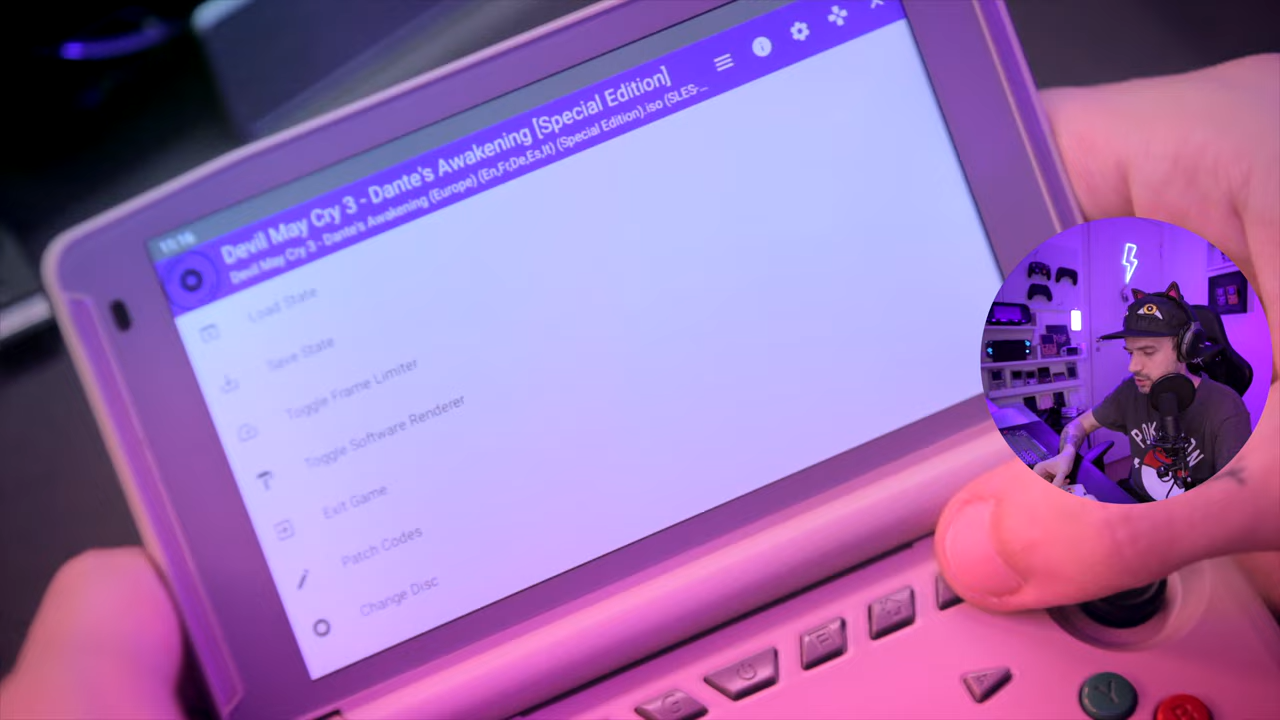 11:16
Devil May Cry 3 - Dante's Awakening [Special Edition]
Devil May Cry 3 - Dante's Awakening (Europe) (En,Fr,De,Es,It) (Special Edition).iso (SLES-...
Load State
Save State
Toggle Frame Limiter
Toggle Software Renderer
Exit Game
Patch Codes
Change Disc
Y